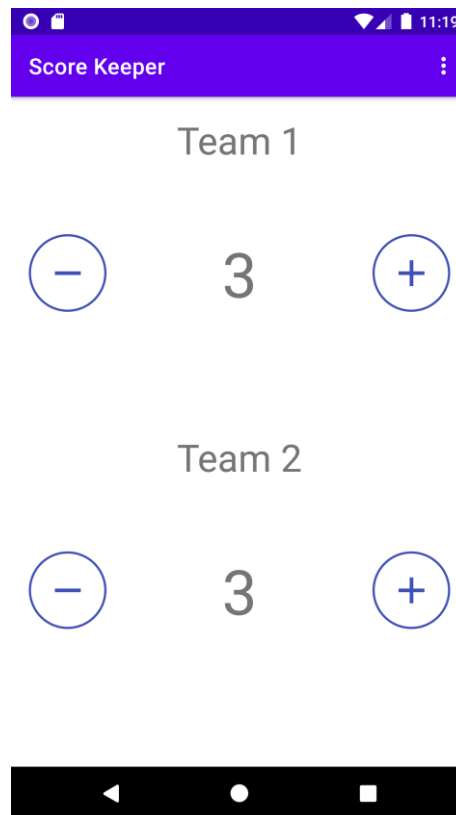 11:19
Score Keeper
Team 1
− 3 +
Team 2
− 3 +